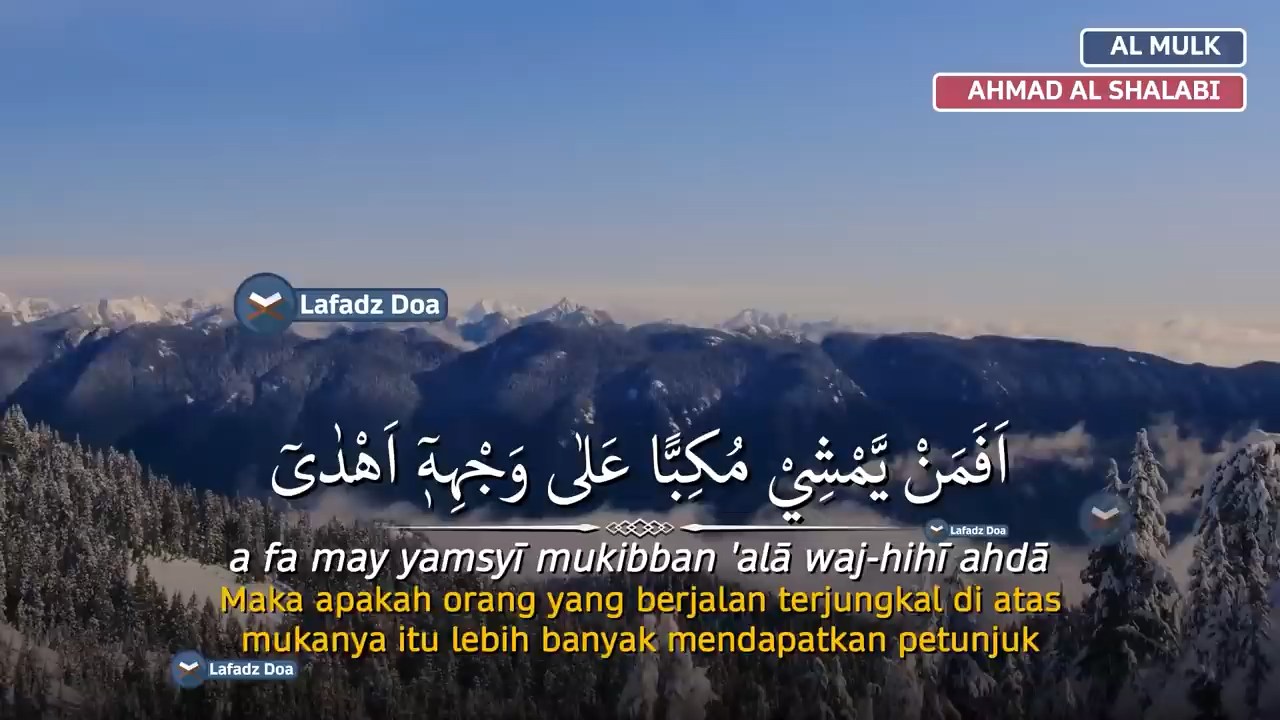 AL MULK
AHMAD AL SHALABI
Lafadz Doa
اَفَمَنْ يَّمْشِيْ مُكِبًّا عَلٰى وَجْهِهٖٓ اَهْدٰىٓ
Lafadz Doa
a fa may yamsyī mukibban 'alā waj-hihī ahdā
Maka apakah orang yang berjalan terjungkal di atas
mukanya itu lebih banyak mendapatkan petunjuk
Lafadz Doa